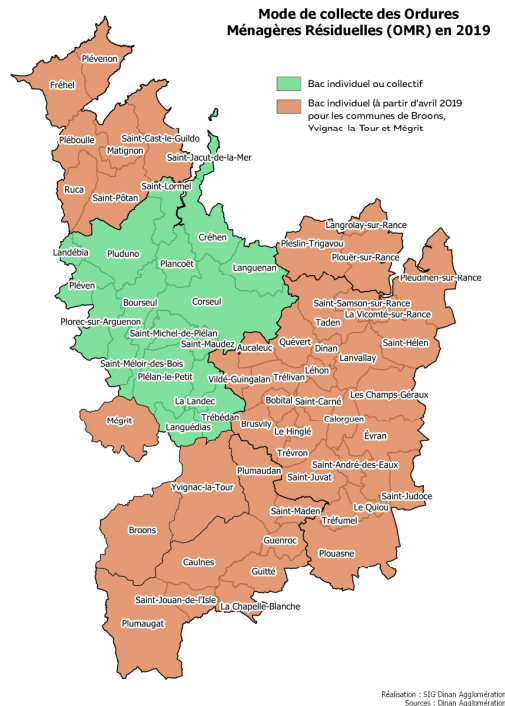 Mode de collecte des Ordures
Ménagères Résiduelles (OMR) en 2019
Bac individuel ou collectif
Bac individuel (à partir d'avril 2019
pour les communes de Broons,
Yvignac-la-Tour et Mégrit
Plévenon
Fréhel
Pléboulle
Saint-Cast-le-Guildo
Matignon
Saint-Jacut-de-la-Mer
Ruca
Saint-Lormel
Saint-Pôtan
Langrolay-sur-Rance
Créhen
Pleslin-Trigavou
Landébia
Pluduno
Plouër-sur-Rance
Plancoët
Languenan
Pleudihen-sur-Rance
Pléven
Bourseul
Corseul
Saint-Samson-sur-Rance
La Vicomté-sur-Rance
Plorec-sur-Arguenon
Taden
Saint-Michel-de-Plélan
Saint-Maudez
Aucaleuc
Quévert
Dinan
Saint-Hélen
Lanvallay
Saint-Méloir-des-Bois
Léhon
Plélan-le-Petit
Vildé-Guingalan
Trélivan
Les Champs-Géraux
La Landec
Bobital
Saint-Carné
Trébédan
Mégrit
Languédias
Brusvily
Calorguen
Le Hinglé
Évran
Trévron
Plumaudan
Saint-André-des-Eaux
Saint-Juvat
Yvignac-la-Tour
Saint-Judoce
Le Quiou
Saint-Maden
Tréfumel
Broons
Guenroc
Plouasne
Caulnes
Guitté
Saint-Jouan-de-l'Isle
La Chapelle-Blanche
Plumaugat
Réalisation : SIG Dinan Agglomération
Sources : Dinan Agglomération